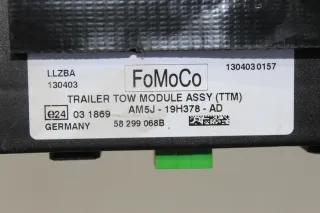 LLZBA
130403
FoMoCo
1304030157
TRAILER TOW MODULE ASSY (TTM)
e24 03 1869 AM5J - 19H378 - AD
GERMANY 58 299 068B